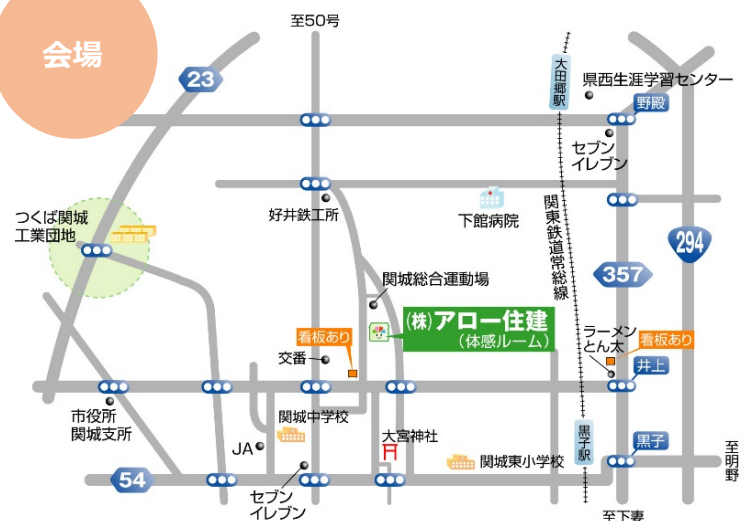 会場
至50号
23
大田郷駅
県西生涯学習センター
野殿
セブン
イレブン
好井鉄工所
下館病院
関東鉄道常総線
つくば関城
工業団地
294
357
関城総合運動場
(株)アロー住建
(体感ルーム)
看板あり
交番
ラーメン
とん太
看板あり
井上
市役所
関城支所
関城中学校
JA
大宮神社
黒子駅
黒子
関城東小学校
至明野
54
セブン
イレブン
至下妻